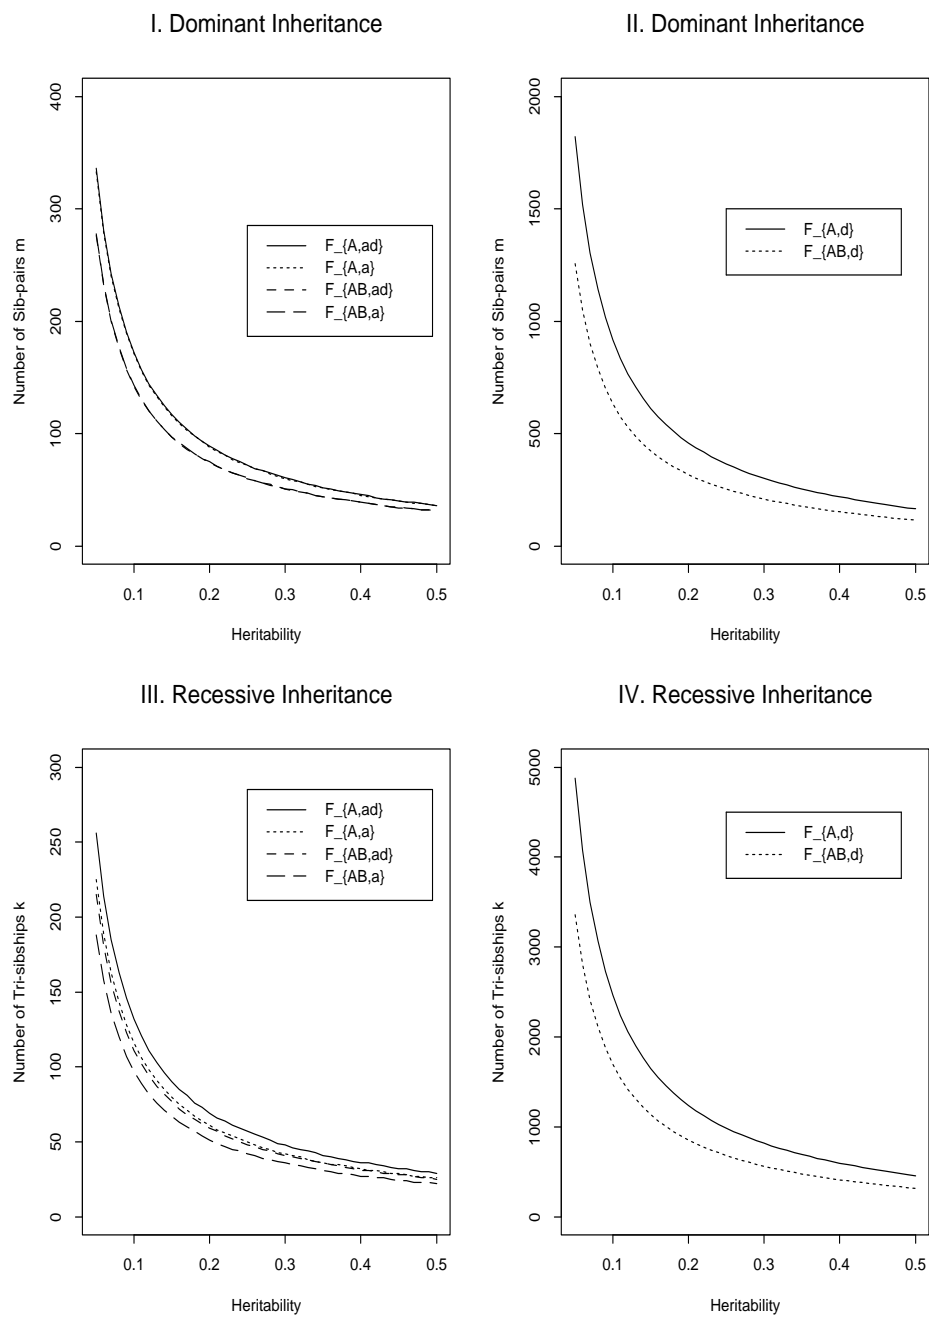 I. Dominant Inheritance
Number of Sib-pairs m
400
300
200
100
0
F_{A,ad}
F_{A,a}
F_{AB,ad}
F_{AB,a}
0.1 0.2 0.3 0.4 0.5
Heritability
II. Dominant Inheritance
Number of Sib-pairs m
2000
1500
1000
500
0
F_{A,d}
F_{AB,d}
0.1 0.2 0.3 0.4 0.5
Heritability
III. Recessive Inheritance
Number of Tri-sibships k
300
250
200
150
100
50
0
F_{A,ad}
F_{A,a}
F_{AB,ad}
F_{AB,a}
0.1 0.2 0.3 0.4 0.5
Heritability
IV. Recessive Inheritance
Number of Tri-sibships k
5000
4000
3000
2000
1000
0
F_{A,d}
F_{AB,d}
0.1 0.2 0.3 0.4 0.5
Heritability